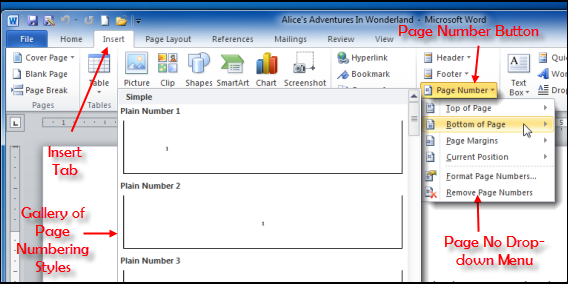 Alice's Adventures In Wonderland - Microsoft Word
Page Number Button
File Home Insert Page Layout References Mailings Review View
Cover Page
Blank Page
Page Break
Pages
Table
Tables
Picture Clip Shapes SmartArt Chart Screenshot
Hyperlink
Bookmark
Header
Footer
Page Number
Text
Box
Simple
Plain Number 1
1
Plain Number 2
1
Plain Number 3
Top of Page
Bottom of Page
Page Margins
Current Position
Format Page Numbers...
Remove Page Numbers
Insert
Tab
Gallery of
Page
Numbering
Styles
Page No Drop-
down Menu